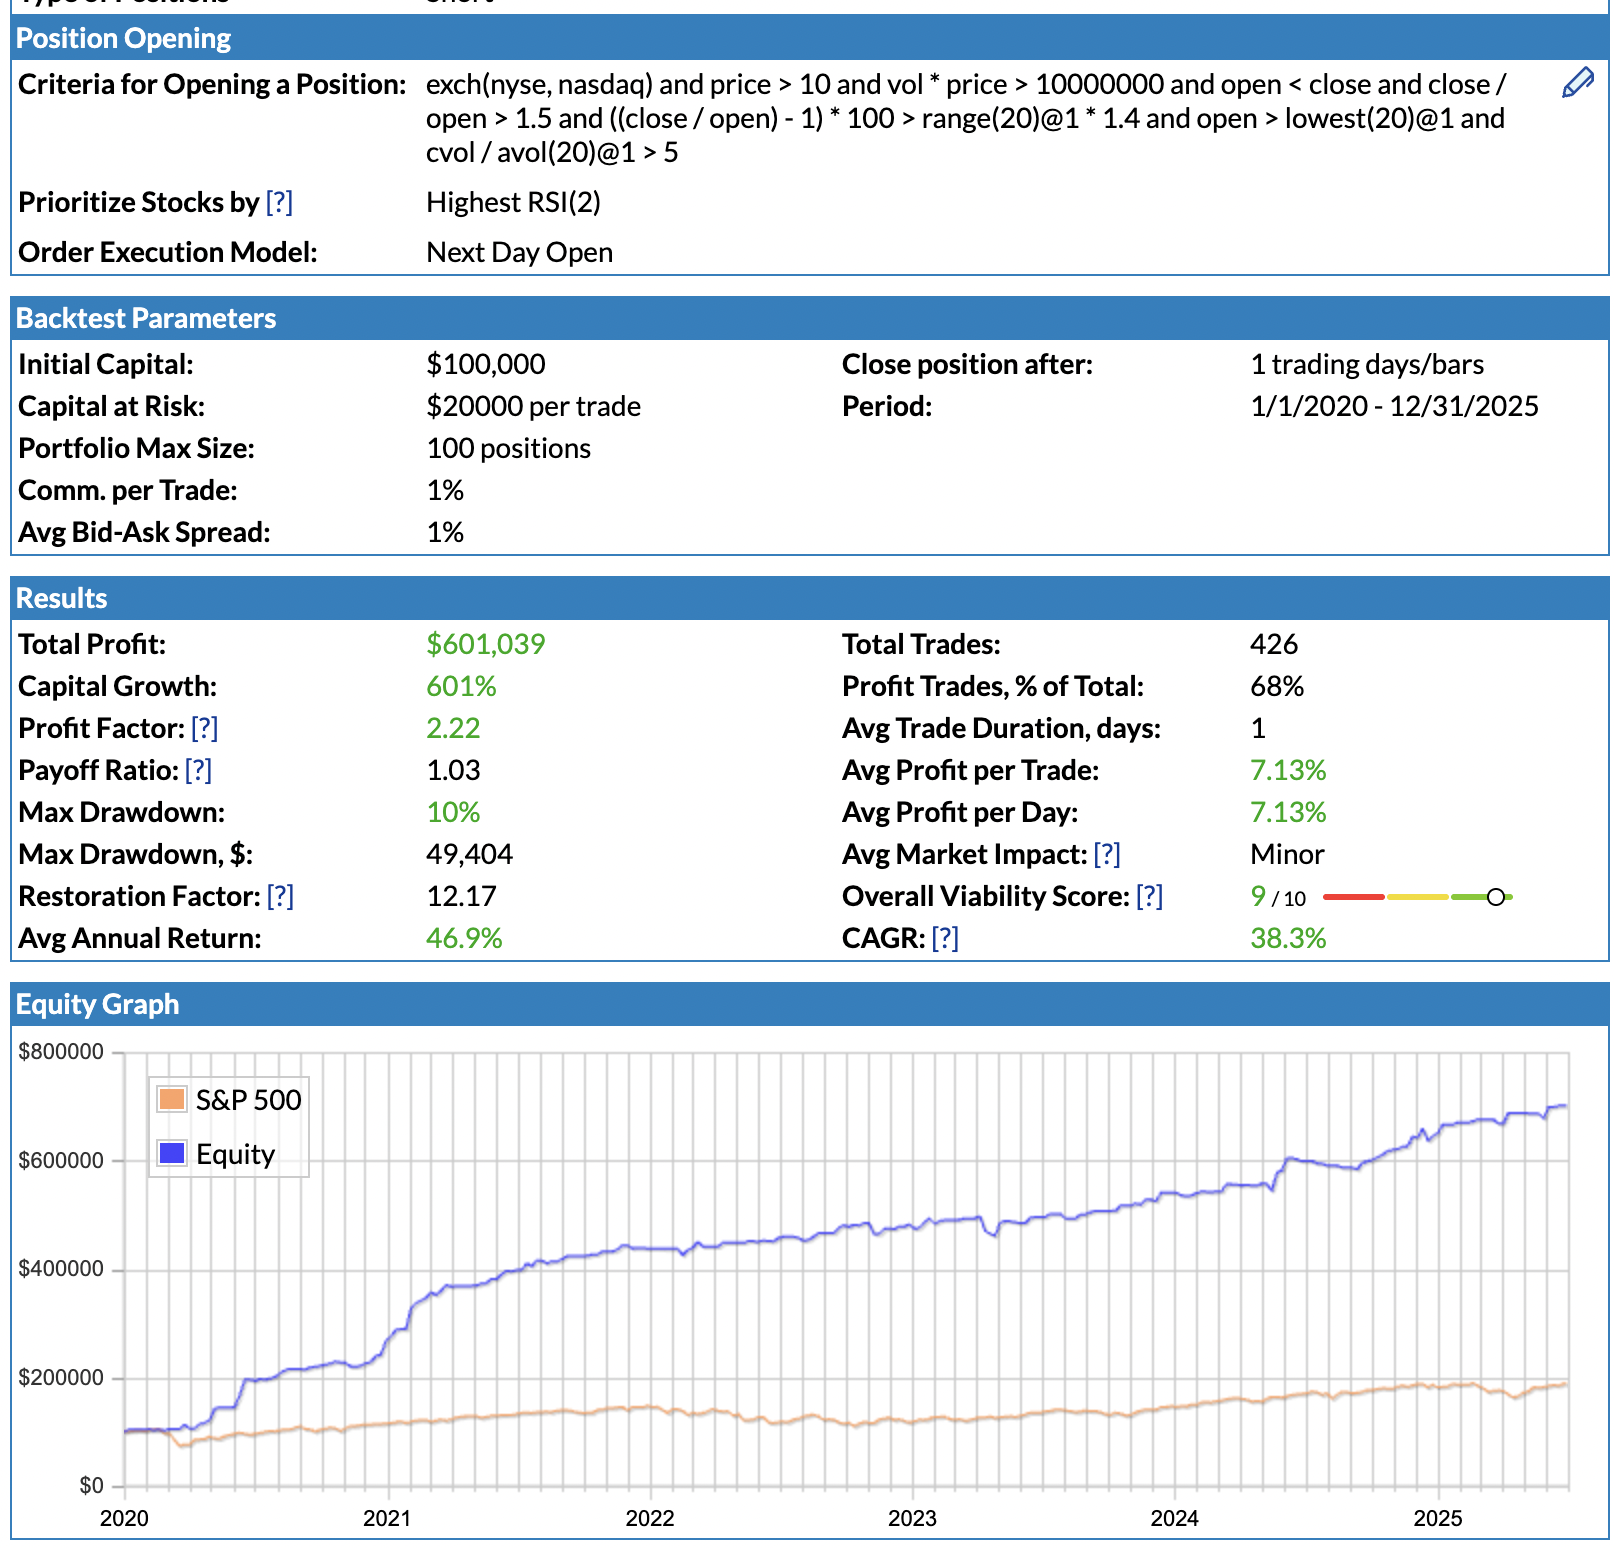 Type of Positions Short
Position Opening
Criteria for Opening a Position: exch(nyse, nasdaq) and price > 10 and vol * price > 10000000 and open < close and close /
open > 1.5 and ((close / open) - 1) * 100 > range(20)@1 * 1.4 and open > lowest(20)@1 and
cvol / avol(20)@1 > 5
Prioritize Stocks by [?] Highest RSI(2)
Order Execution Model: Next Day Open
Backtest Parameters
Initial Capital: $100,000 Close position after: 1 trading days/bars
Capital at Risk: $20000 per trade Period: 1/1/2020 - 12/31/2025
Portfolio Max Size: 100 positions
Comm. per Trade: 1%
Avg Bid-Ask Spread: 1%
Results
Total Profit: $601,039 Total Trades: 426
Capital Growth: 601% Profit Trades, % of Total: 68%
Profit Factor: [?] 2.22 Avg Trade Duration, days: 1
Payoff Ratio: [?] 1.03 Avg Profit per Trade: 7.13%
Max Drawdown: 10% Avg Profit per Day: 7.13%
Max Drawdown, $: 49,404 Avg Market Impact: [?] Minor
Restoration Factor: [?] 12.17 Overall Viability Score: [?] 9 / 10
Avg Annual Return: 46.9% CAGR: [?] 38.3%
Equity Graph
$800000
S&P 500
Equity
$600000
$400000
$200000
$0
2020 2021 2022 2023 2024 2025